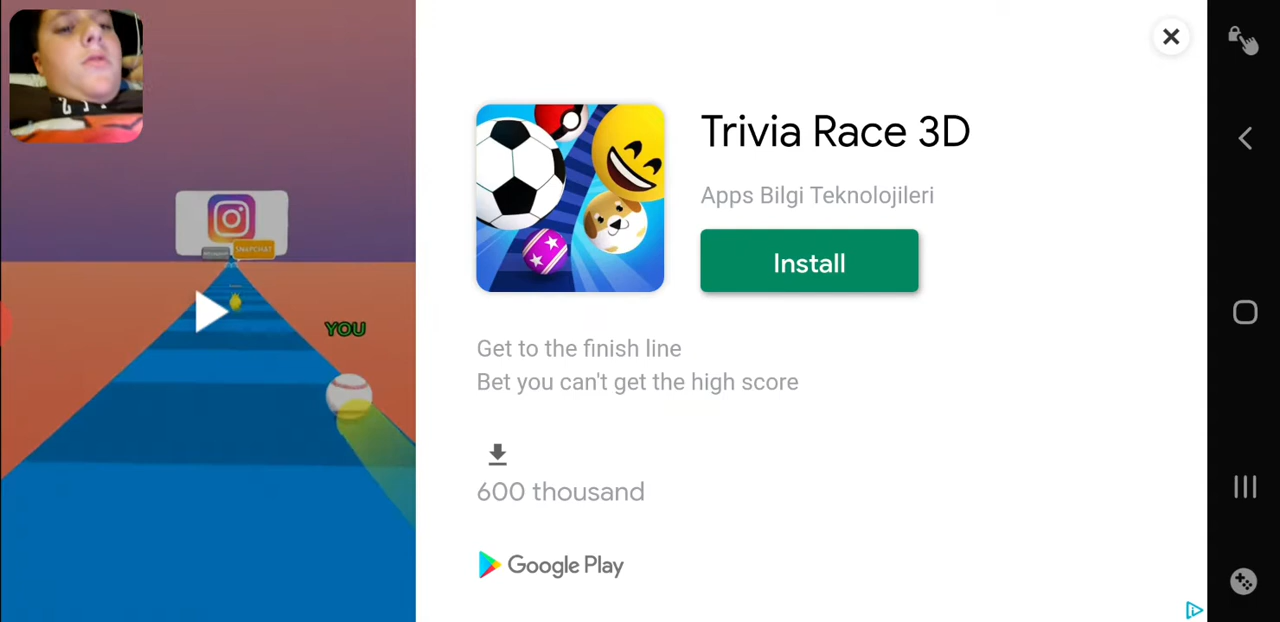 SNAPCHAT
YOU
Trivia Race 3D
Apps Bilgi Teknolojileri
Install
Get to the finish line
Bet you can't get the high score
600 thousand
Google Play